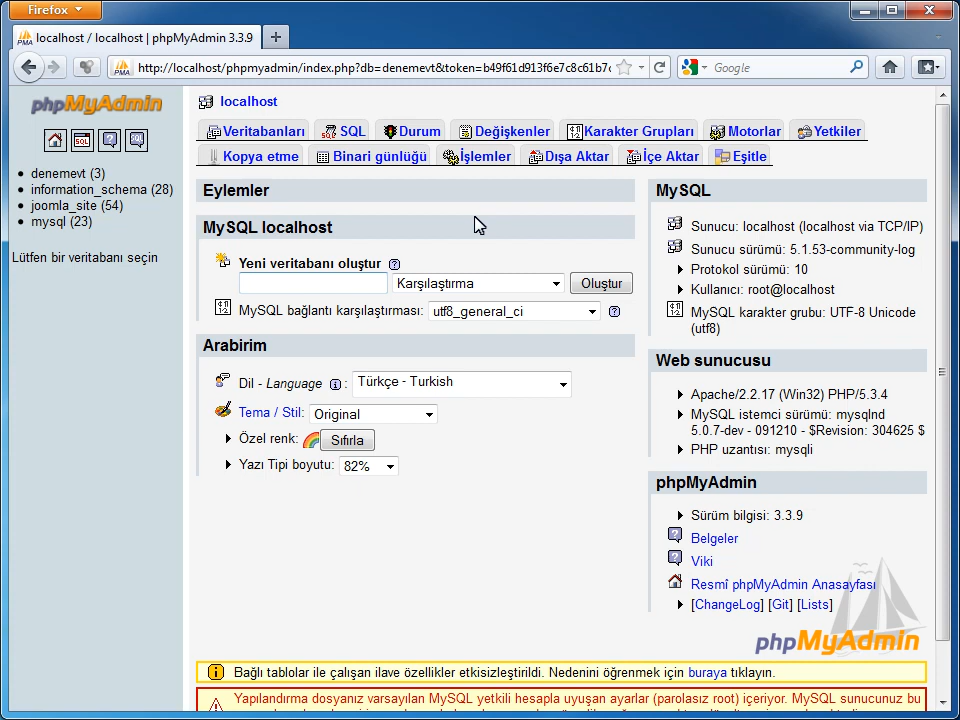 Firefox
localhost / localhost | phpMyAdmin 3.3.9
http://localhost/phpmyadmin/index.php?db=denemevt&token=b49f61d913f6e7c8c61b7c
Google
phpMyAdmin
denemevt (3)
information_schema (28)
joomla_site (54)
mysql (23)
Lütfen bir veritabanı seçin
localhost
Veritabanları SQL Durum Değişkenler Karakter Grupları Motorlar Yetkiler
Kopya etme Binari günlüğü İşlemler Dışa Aktar İçe Aktar Eşitle
Eylemler
MySQL localhost
Yeni veritabanı oluştur
Karşılaştırma Oluştur
MySQL bağlantı karşılaştırması: utf8_general_ci
Arabirim
Dil - Language : Türkçe - Turkish
Tema / Stil: Original
Özel renk: Sıfırla
Yazı Tipi boyutu: 82%
MySQL
Sunucu: localhost (localhost via TCP/IP)
Sunucu sürümü: 5.1.53-community-log
Protokol sürümü: 10
Kullanıcı: root@localhost
MySQL karakter grubu: UTF-8 Unicode
(utf8)
Web sunucusu
Apache/2.2.17 (Win32) PHP/5.3.4
MySQL istemci sürümü: mysqlnd
5.0.7-dev - 091210 - $Revision: 304625 $
PHP uzantısı: mysqli
phpMyAdmin
Sürüm bilgisi: 3.3.9
Belgeler
Viki
Resmî phpMyAdmin Anasayfası
[ChangeLog] [Git] [Lists]
phpMyAdmin
Bağlı tablolar ile çalışan ilave özellikler etkisizleştirildi. Nedenini öğrenmek için buraya tıklayın.
Yapılandırma dosyanız varsayılan MySQL yetkili hesapla uyuşan ayarlar (parolasız root) içeriyor. MySQL sunucunuz bu